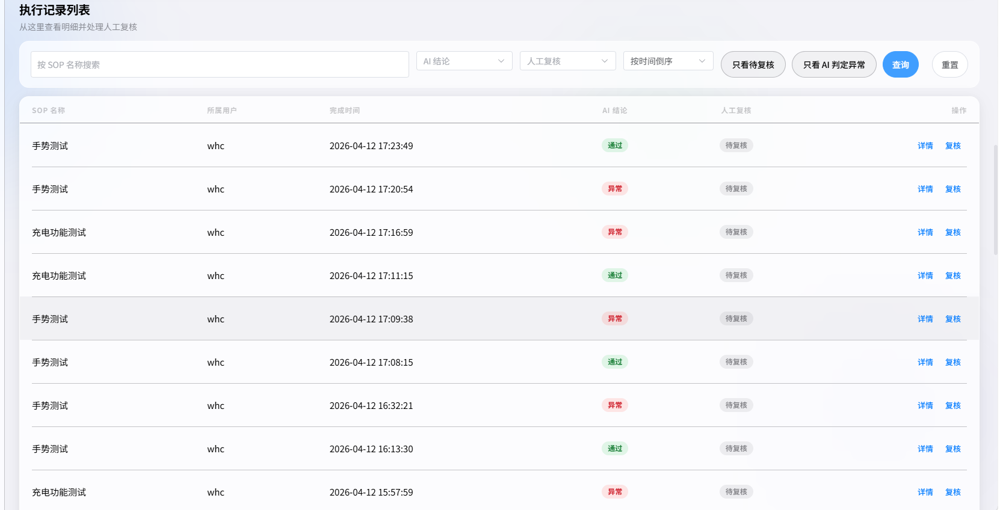 执行记录列表
从这里查看明细并处理人工复核
按 SOP 名称搜索 AI 结论 人工复核 按时间倒序 只看待复核 只看 AI 判定异常 查询 重置
SOP 名称 所属用户 完成时间 AI 结论 人工复核 操作
手势测试 whc 2026-04-12 17:23:49 通过 待复核 详情 复核
手势测试 whc 2026-04-12 17:20:54 异常 待复核 详情 复核
充电功能测试 whc 2026-04-12 17:16:59 异常 待复核 详情 复核
充电功能测试 whc 2026-04-12 17:11:15 通过 待复核 详情 复核
手势测试 whc 2026-04-12 17:09:38 异常 待复核 详情 复核
手势测试 whc 2026-04-12 17:08:15 通过 待复核 详情 复核
手势测试 whc 2026-04-12 16:32:21 异常 待复核 详情 复核
手势测试 whc 2026-04-12 16:13:30 通过 待复核 详情 复核
充电功能测试 whc 2026-04-12 15:57:59 异常 待复核 详情 复核